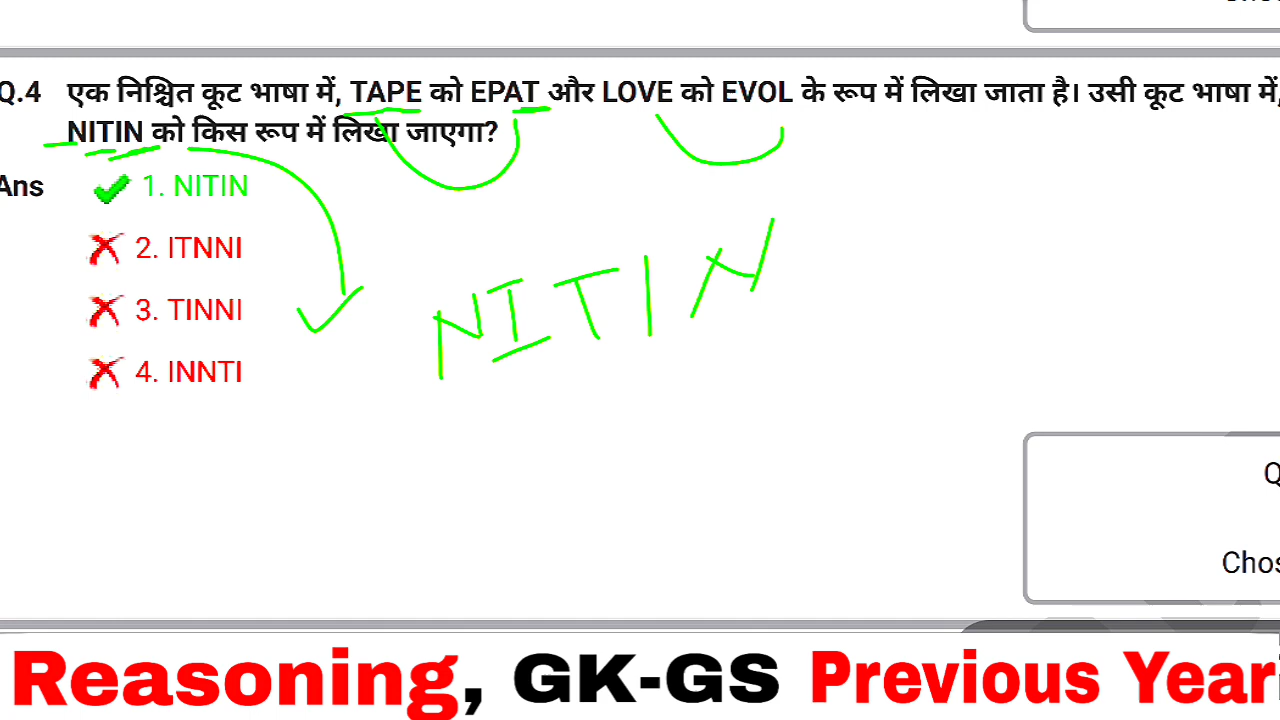 Q.4 एक निश्चित कूट भाषा में, TAPE को EPAT और LOVE को EVOL के रूप में लिखा जाता है। उसी कूट भाषा में,
NITIN को किस रूप में लिखा जाएगा?
Ans
1. NITIN
2. ITNNI
3. TINNI
4. INNTI
NITIN
Q
Chos
Reasoning, GK-GS Previous Year